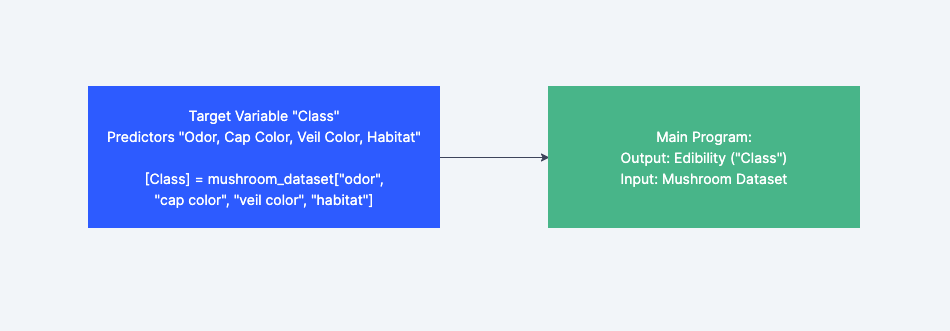 Target Variable "Class"
Predictors "Odor, Cap Color, Veil Color, Habitat"
[Class] = mushroom_dataset["odor",
"cap color", "veil color", "habitat"]
Main Program:
Output: Edibility ("Class")
Input: Mushroom Dataset